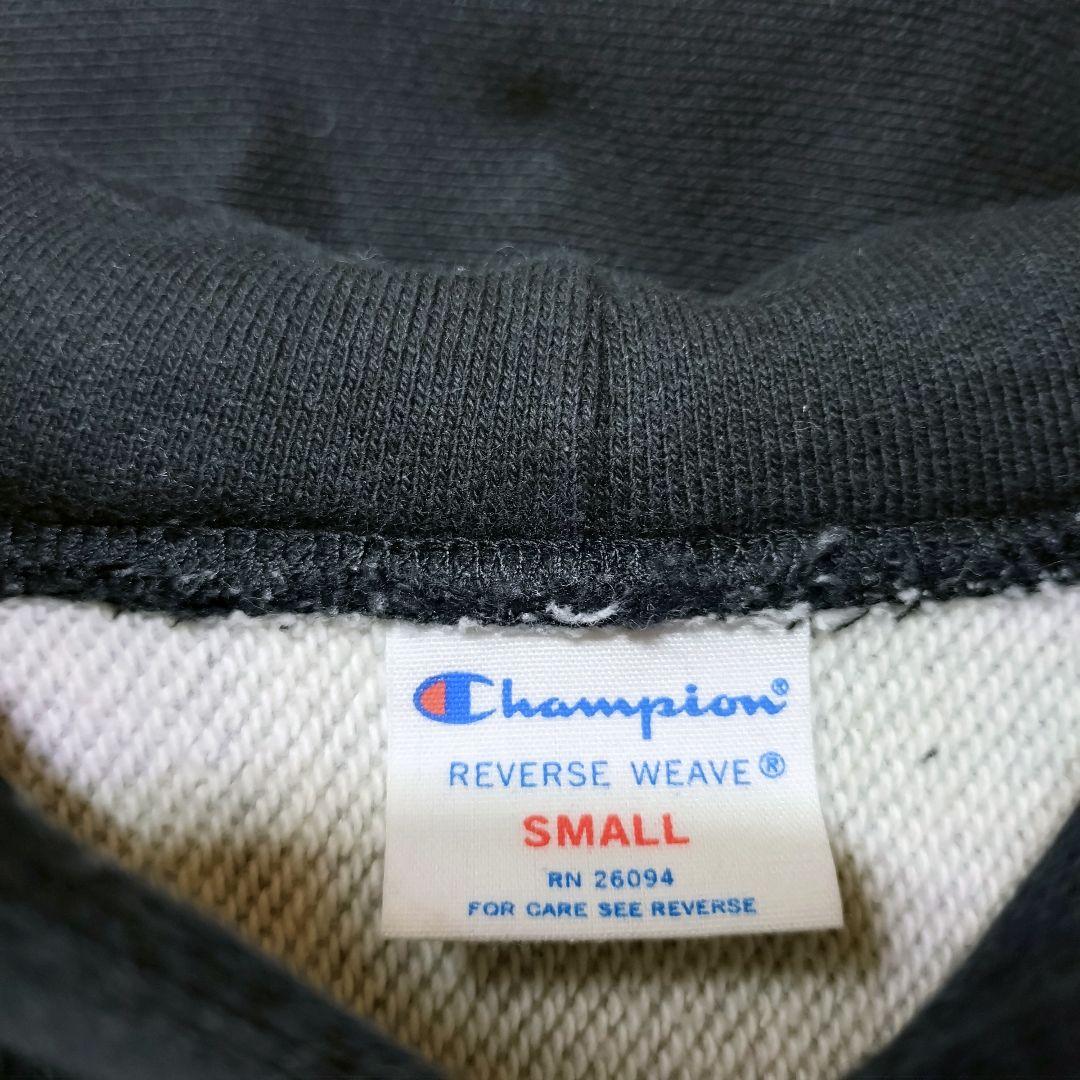 Champion®
REVERSE WEAVE®
SMALL
RN 26094
FOR CARE SEE REVERSE